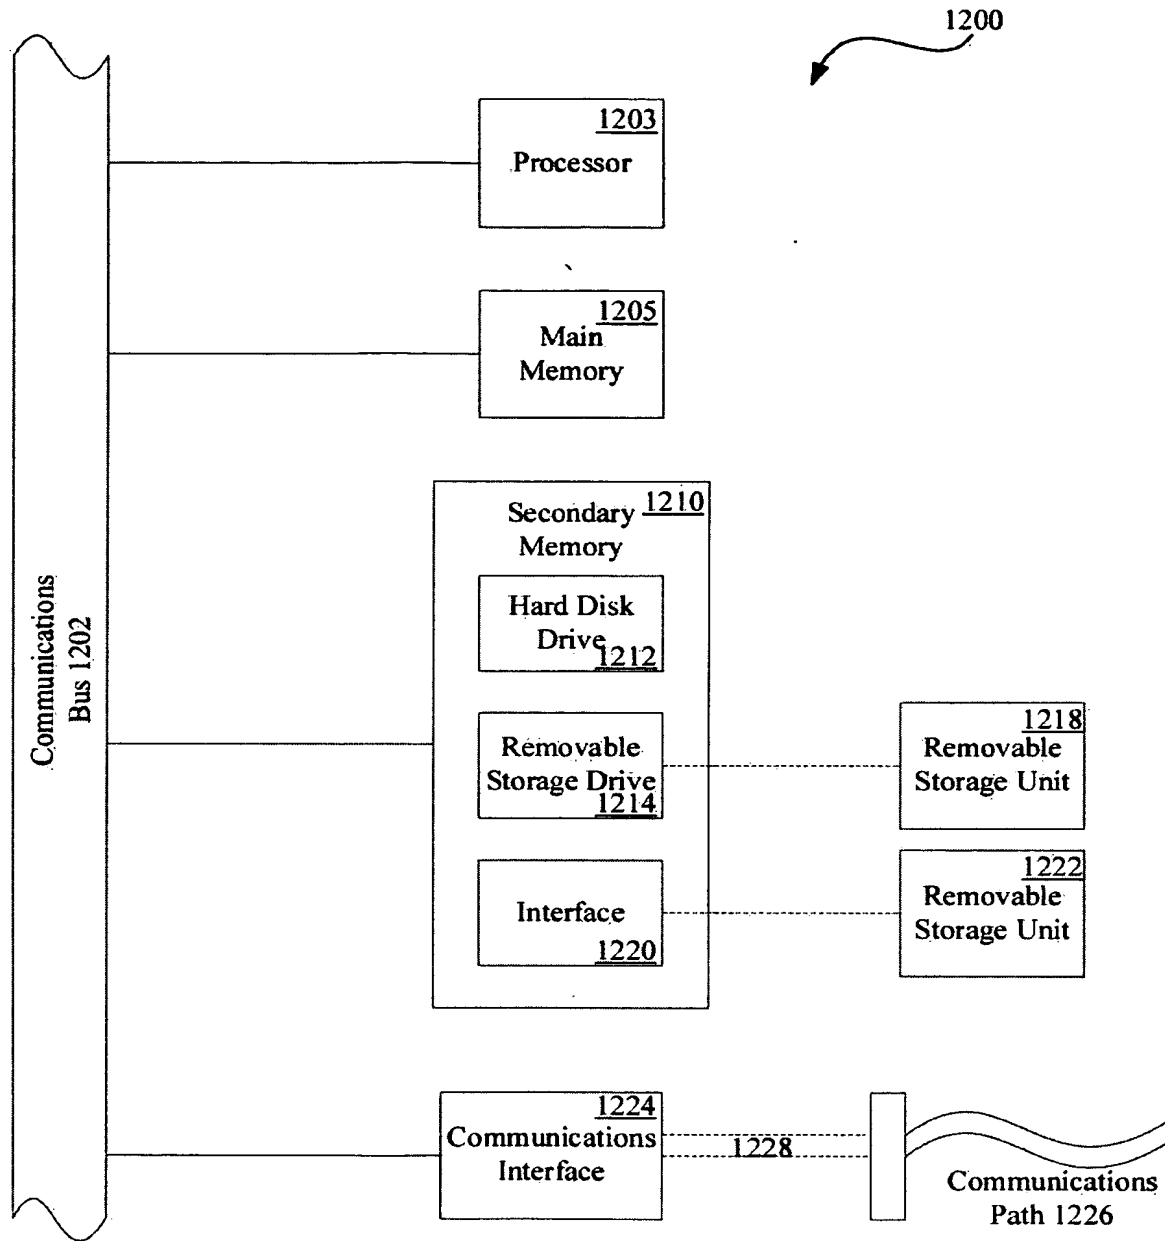 1200
1203
Processor
1205
Main
Memory
1210
Secondary
Memory
Hard Disk
Drive
1212
Removable
Storage Drive
1214
Interface
1220
1218
Removable
Storage Unit
1222
Removable
Storage Unit
Communications
Bus 1202
1224
Communications
Interface
1228
Communications
Path 1226